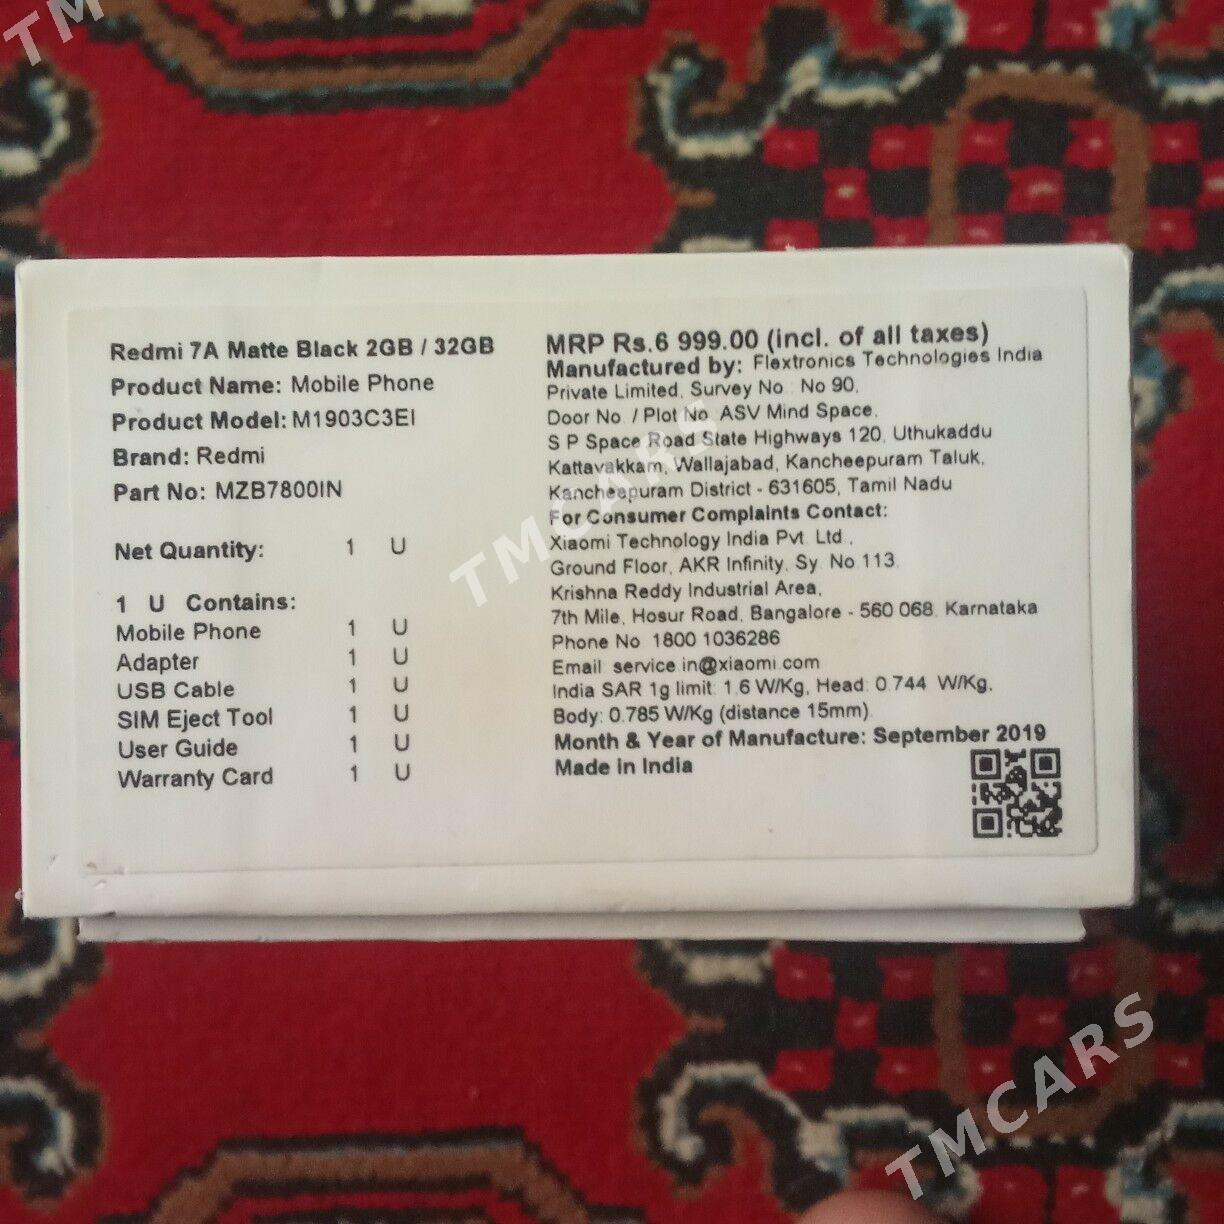 TM
Redmi 7A Matte Black 2GB / 32GB
Product Name: Mobile Phone
Product Model: M1903C3EI
Brand: Redmi
Part No: MZB7800IN
Net Quantity: 1 U
1 U Contains:
Mobile Phone 1 U
Adapter 1 U
USB Cable 1 U
SIM Eject Tool 1 U
User Guide 1 U
Warranty Card 1 U
MRP Rs.6 999.00 (incl. of all taxes)
Manufactured by: Flextronics Technologies India
Private Limited, Survey No.: No 90,
Door No. / Plot No. ASV Mind Space,
S P Space Road State Highways 120, Uthukaddu
Kattavakkam, Wallajabad, Kancheepuram Taluk,
Kancheepuram District - 631605, Tamil Nadu
For Consumer Complaints Contact:
Xiaomi Technology India Pvt. Ltd.,
Ground Floor, AKR Infinity, Sy. No.113,
Krishna Reddy Industrial Area,
7th Mile, Hosur Road, Bangalore - 560 068, Karnataka
Phone No. 1800 1036286
Email: service.in@xiaomi.com
India SAR 1g limit: 1.6 W/Kg, Head: 0.744 W/Kg,
Body: 0.785 W/Kg (distance 15mm).
Month & Year of Manufacture: September 2019
Made in India
TMCARS
TMCARS